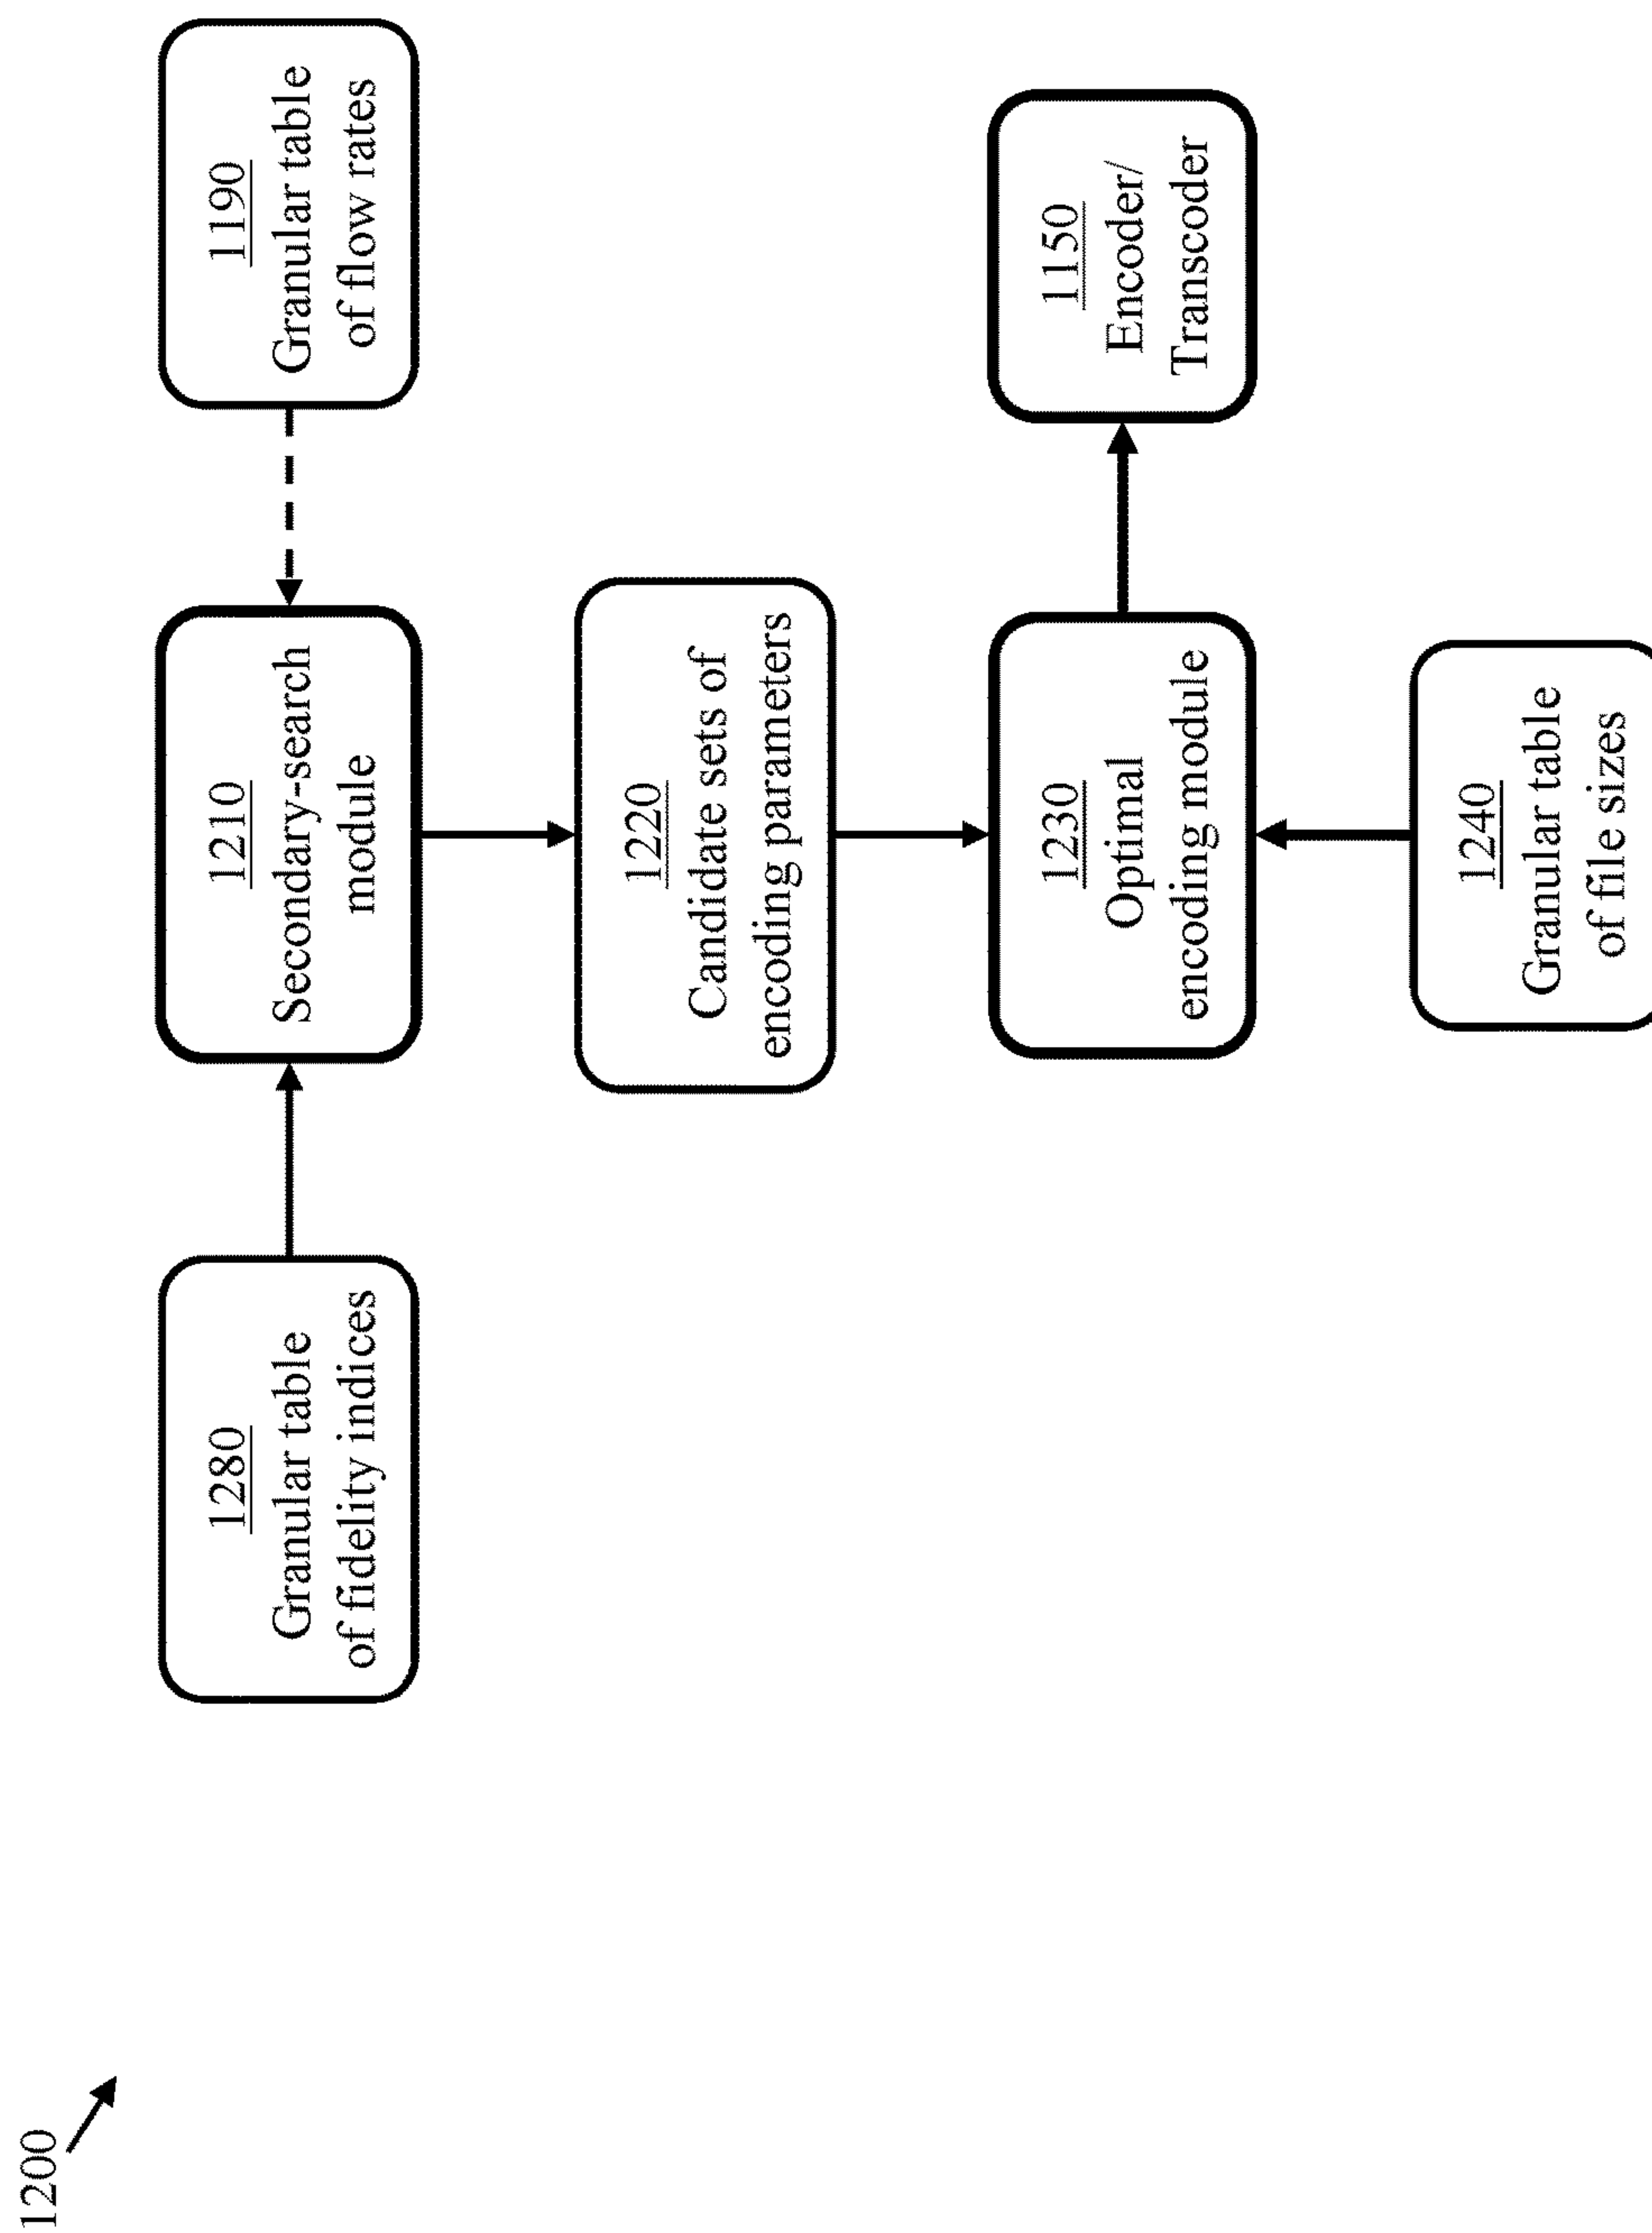 1200
1280
Granular table
of fidelity indices
1210
Secondary-search
module
1190
Granular table
of flow rates
1220
Candidate sets of
encoding parameters
1230
Optimal
encoding module
1150
Encoder/
Transcoder
1240
Granular table
of file sizes